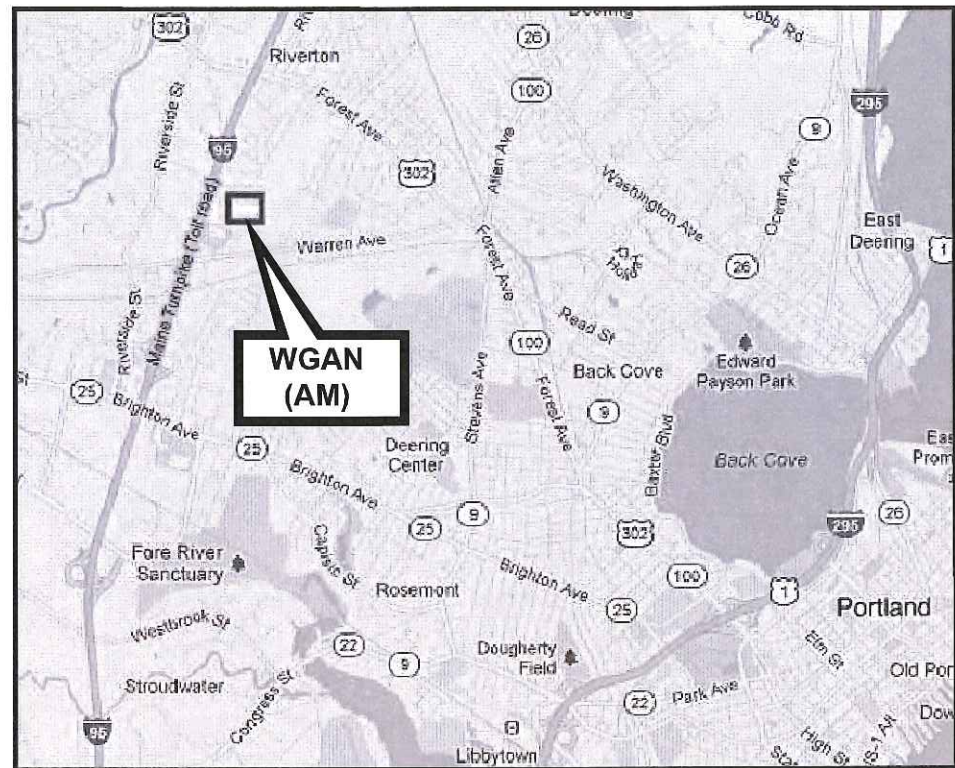 302
Deering
Cobb Rd
26
Riverton
100
295
Riverside St
Forest Ave
9
95
302
Allen Ave
Washington Ave
Ocean Ave
East
Deering
1
Maine Turnpike (Toll road)
Warren Ave
Forest Ave
26
Riverside St
WGAN
(AM)
100
Read St
Back Cove
Edward
Payson Park
25
Brighton Ave
Stevens Ave
Forest Ave
9
Baxter Blvd
Back Cove
Deering
Center
25
Brighton Ave
25
9
302
295
26
Prom
Fore River
Sanctuary
Capisic St
Rosemont
Brighton Ave
100
1
25
Portland
Westbrook St
22
9
Dougherty
Field
Elm St
Stroudwater
Congress St
22
Park Ave
Old Por
95
Libbytown
High St
Dow